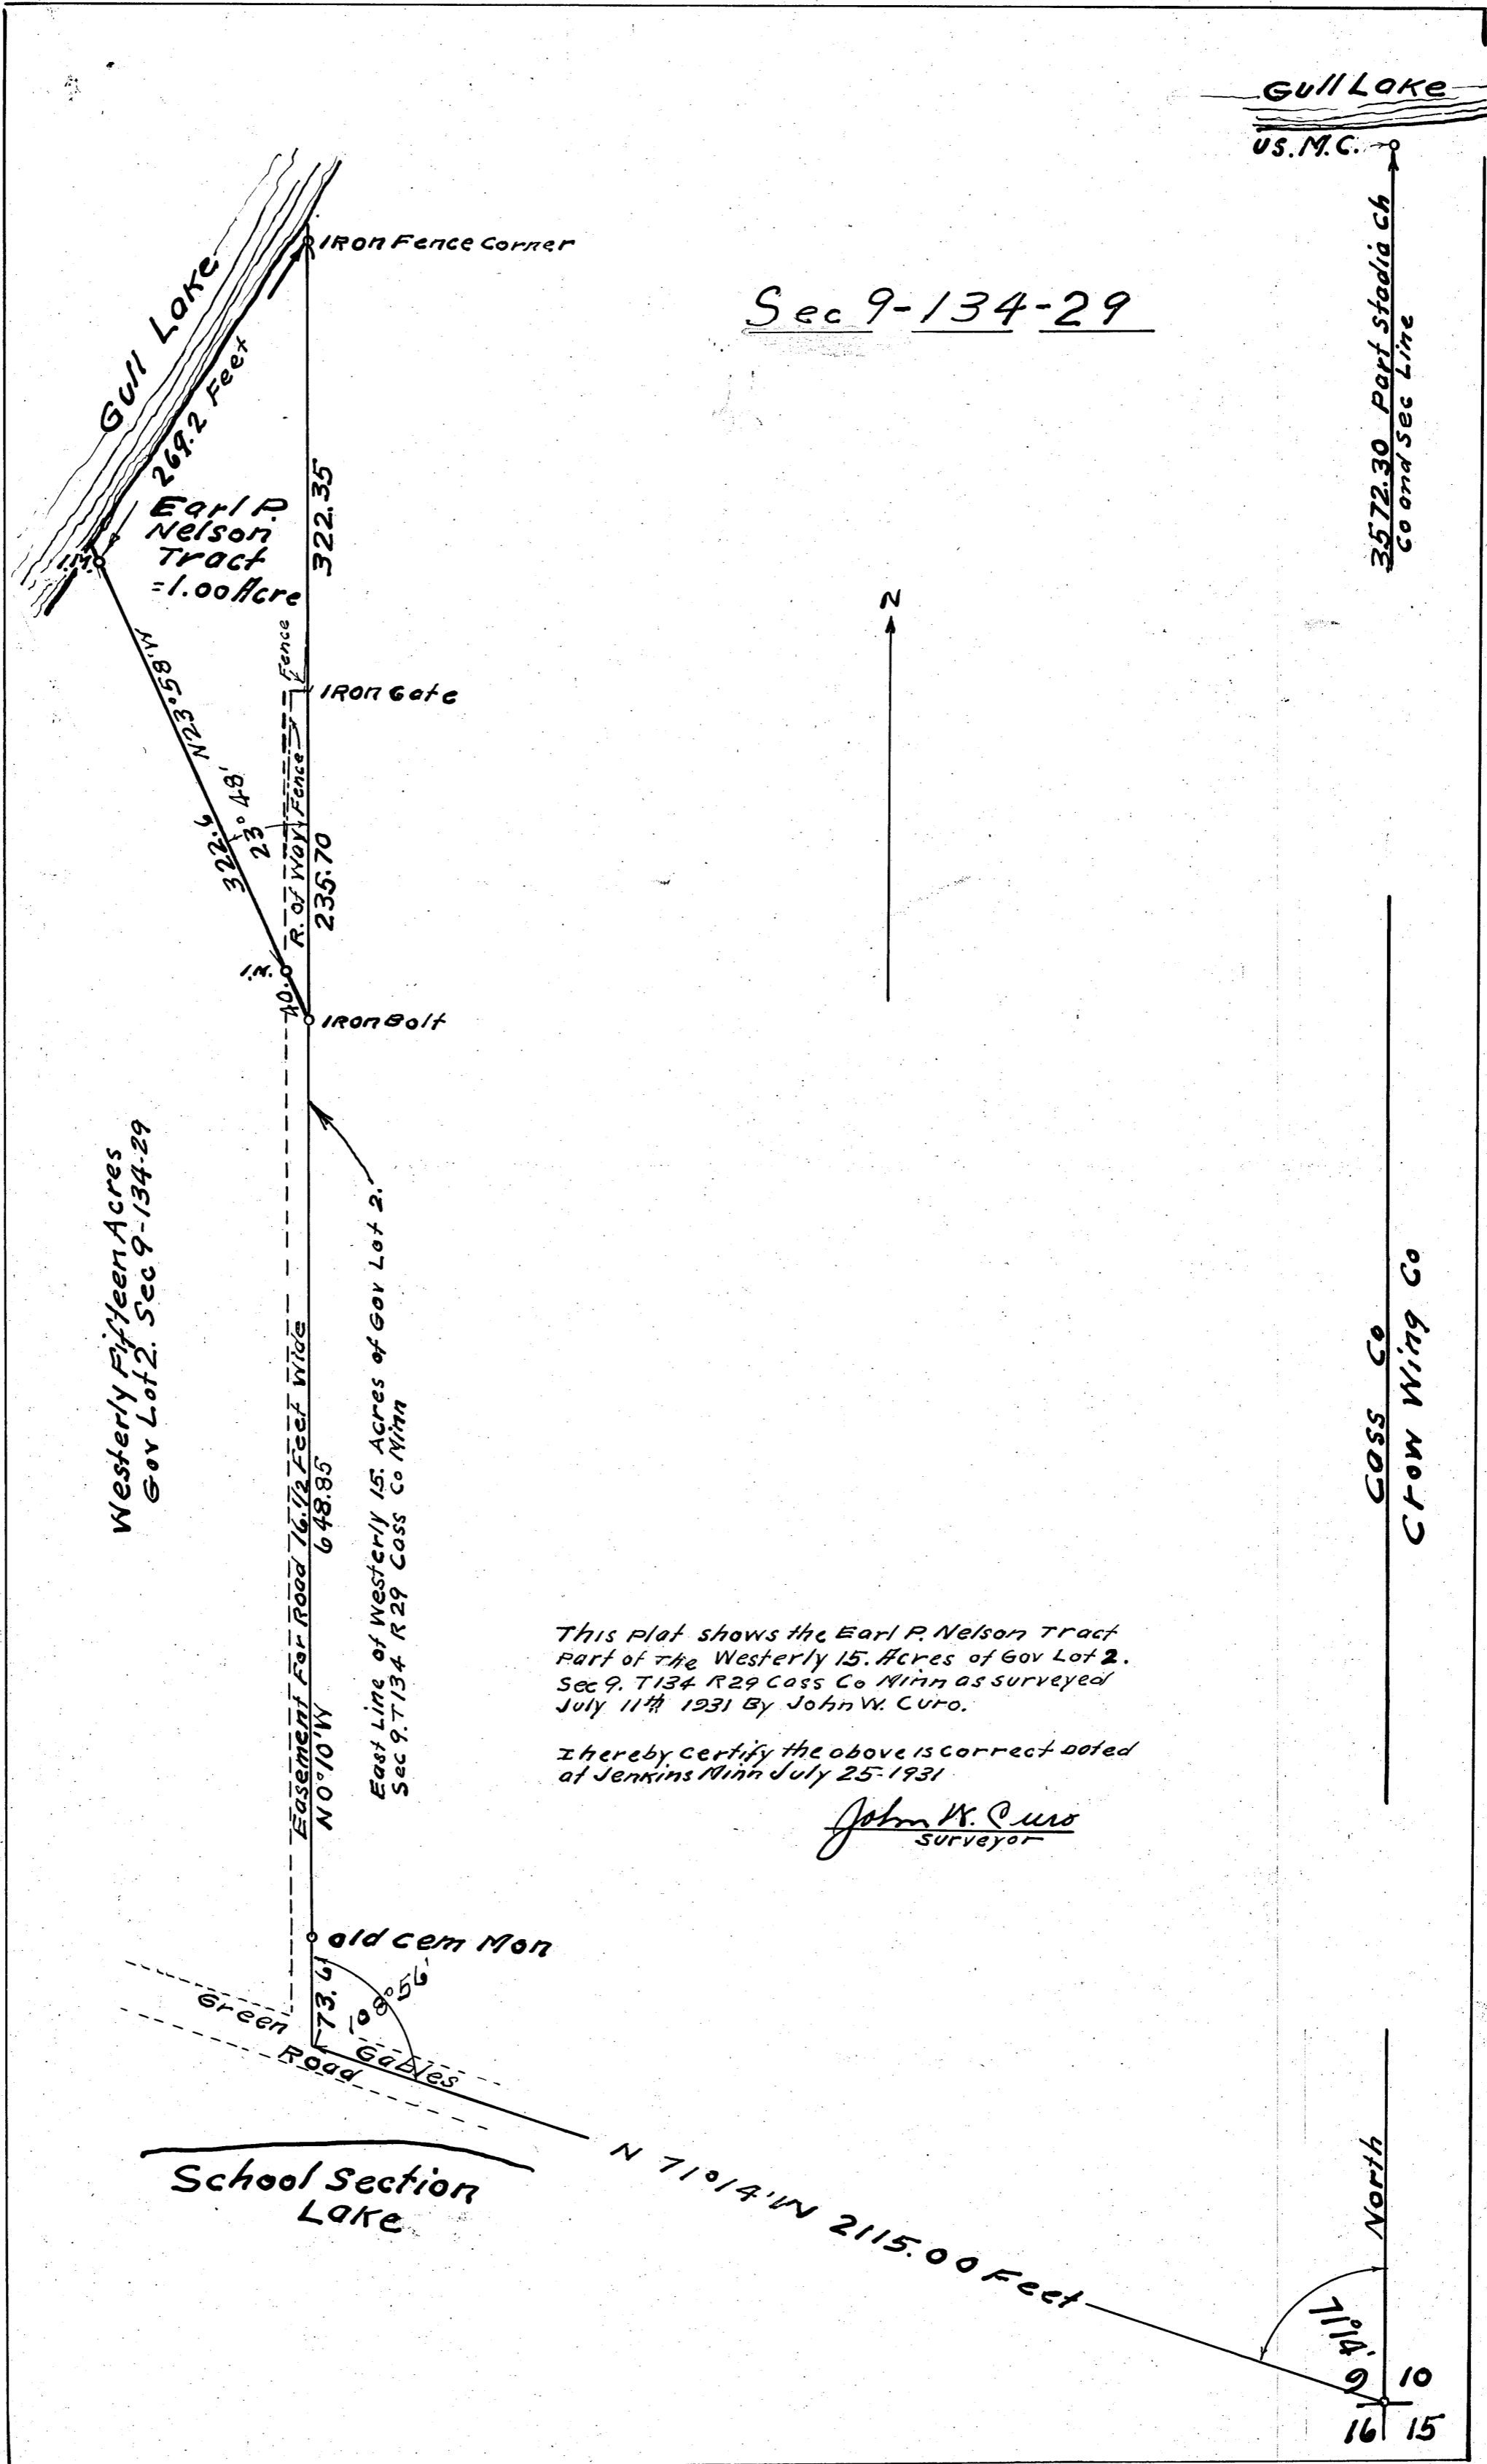 Gull Lake
U.S. M.C.
3572.30 Part Stadia Ch
Co and Sec Line
Iron Fence Corner
Sec 9-134-29
Gull Lake
269.2 Feet
322.35
Earl P.
Nelson
Tract
=1.00 Acre
I.M.
N
Fence
Iron Gate
N23°58'W
322.6
23°48'
R. of Way Fence
235.70
I.M.
40.
Iron Bolt
Westerly Fifteen Acres
Gov Lot 2. Sec 9-134-29
East Line of Westerly 15. Acres of Gov Lot 2.
Sec 9. T134 R29 Cass Co Minn
Easement For Road 16.1/2 Feet Wide
648.85
N0°10'W
Cass Co
Crow Wing Co
This Plat shows the Earl P. Nelson Tract
Part of The Westerly 15. Acres of Gov Lot 2.
Sec 9. T134 R29 Cass Co Minn as surveyed
July 11th 1931 By John W. Curo.
I hereby certify the above is correct Dated
at Jenkins Minn July 25-1931
John W. Curo
Surveyor
old Cem Mon
73.6
108°56'
Green Gables
Road
School Section
Lake
N 71°14'W 2115.00 Feet
North
71°14'
9 10
16 15